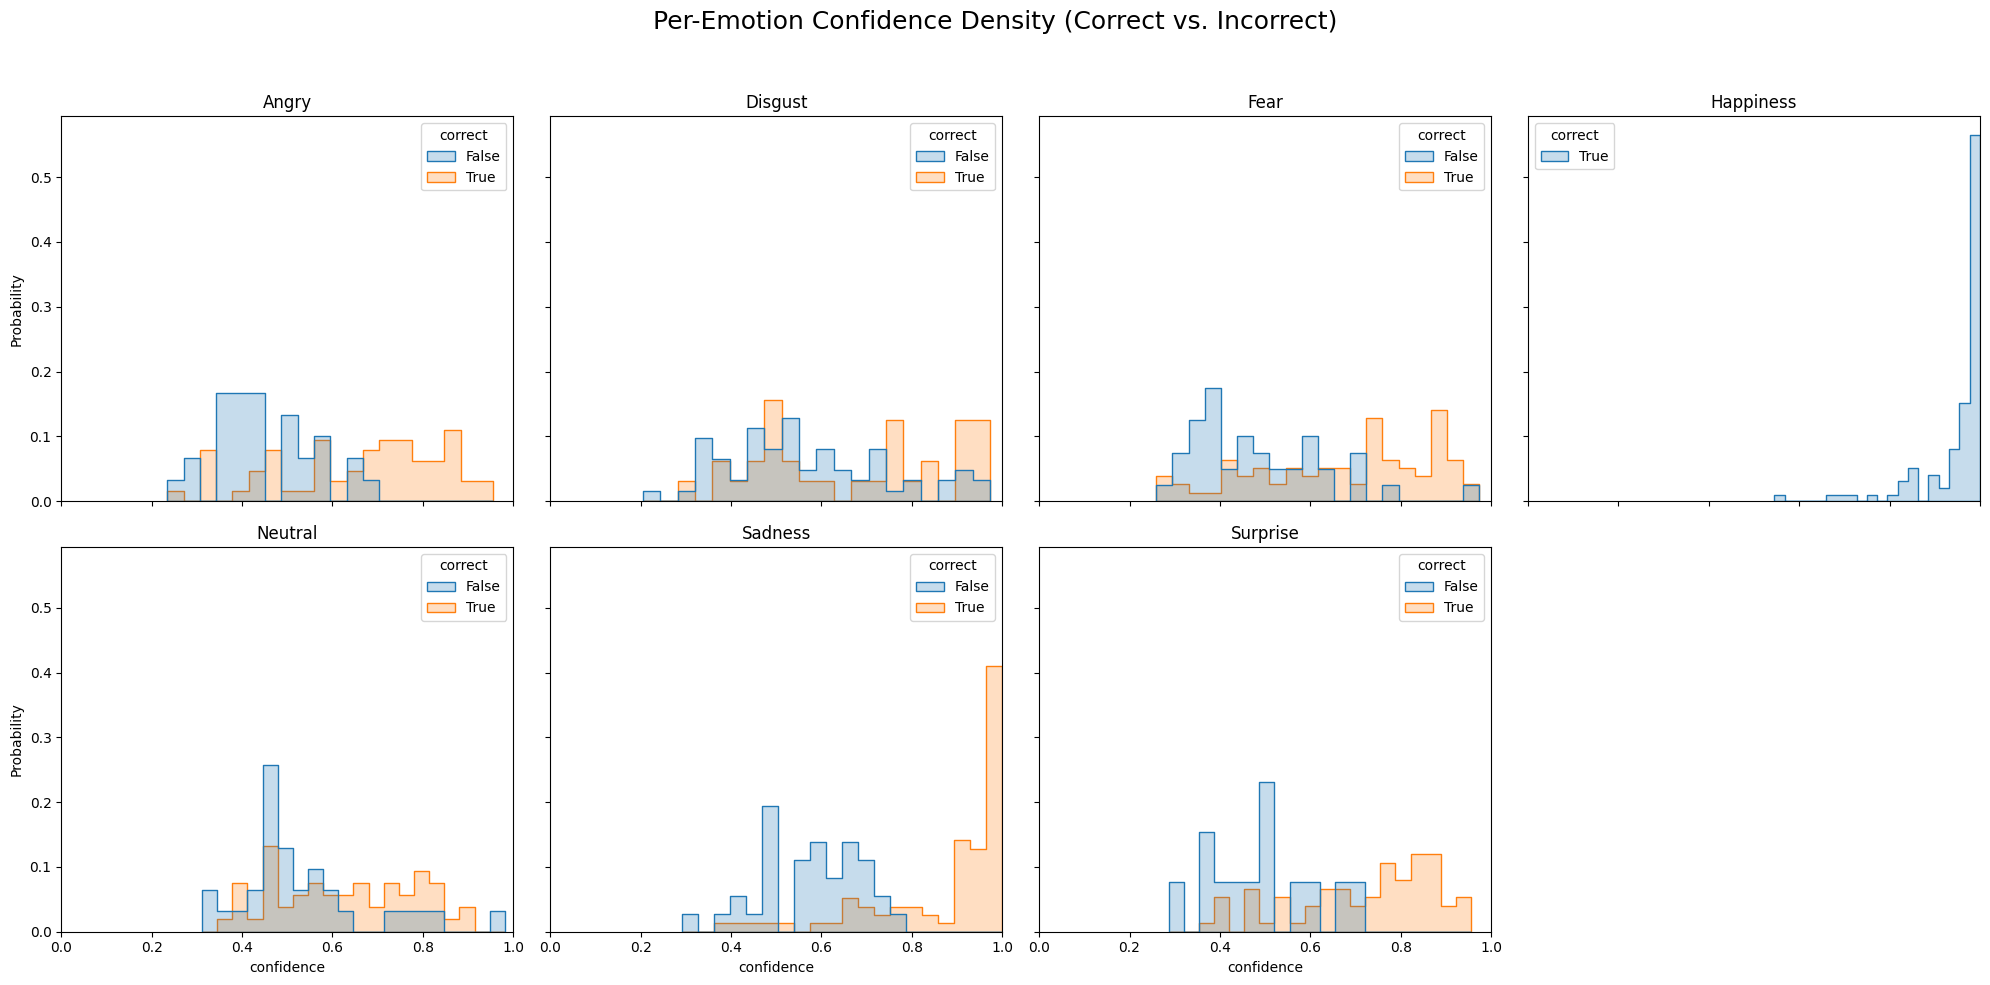 Per-Emotion Confidence Density (Correct vs. Incorrect)
Angry
correct
False
True
0.5
0.4
0.3
0.2
0.1
0.0
Probability
Disgust
correct
False
True
Fear
correct
False
True
Happiness
correct
True
Neutral
correct
False
True
0.5
0.4
0.3
0.2
0.1
0.0
Probability
0.0 0.2 0.4 0.6 0.8 1.0
confidence
Sadness
correct
False
True
0.0 0.2 0.4 0.6 0.8 1.0
confidence
Surprise
correct
False
True
0.0 0.2 0.4 0.6 0.8 1.0
confidence